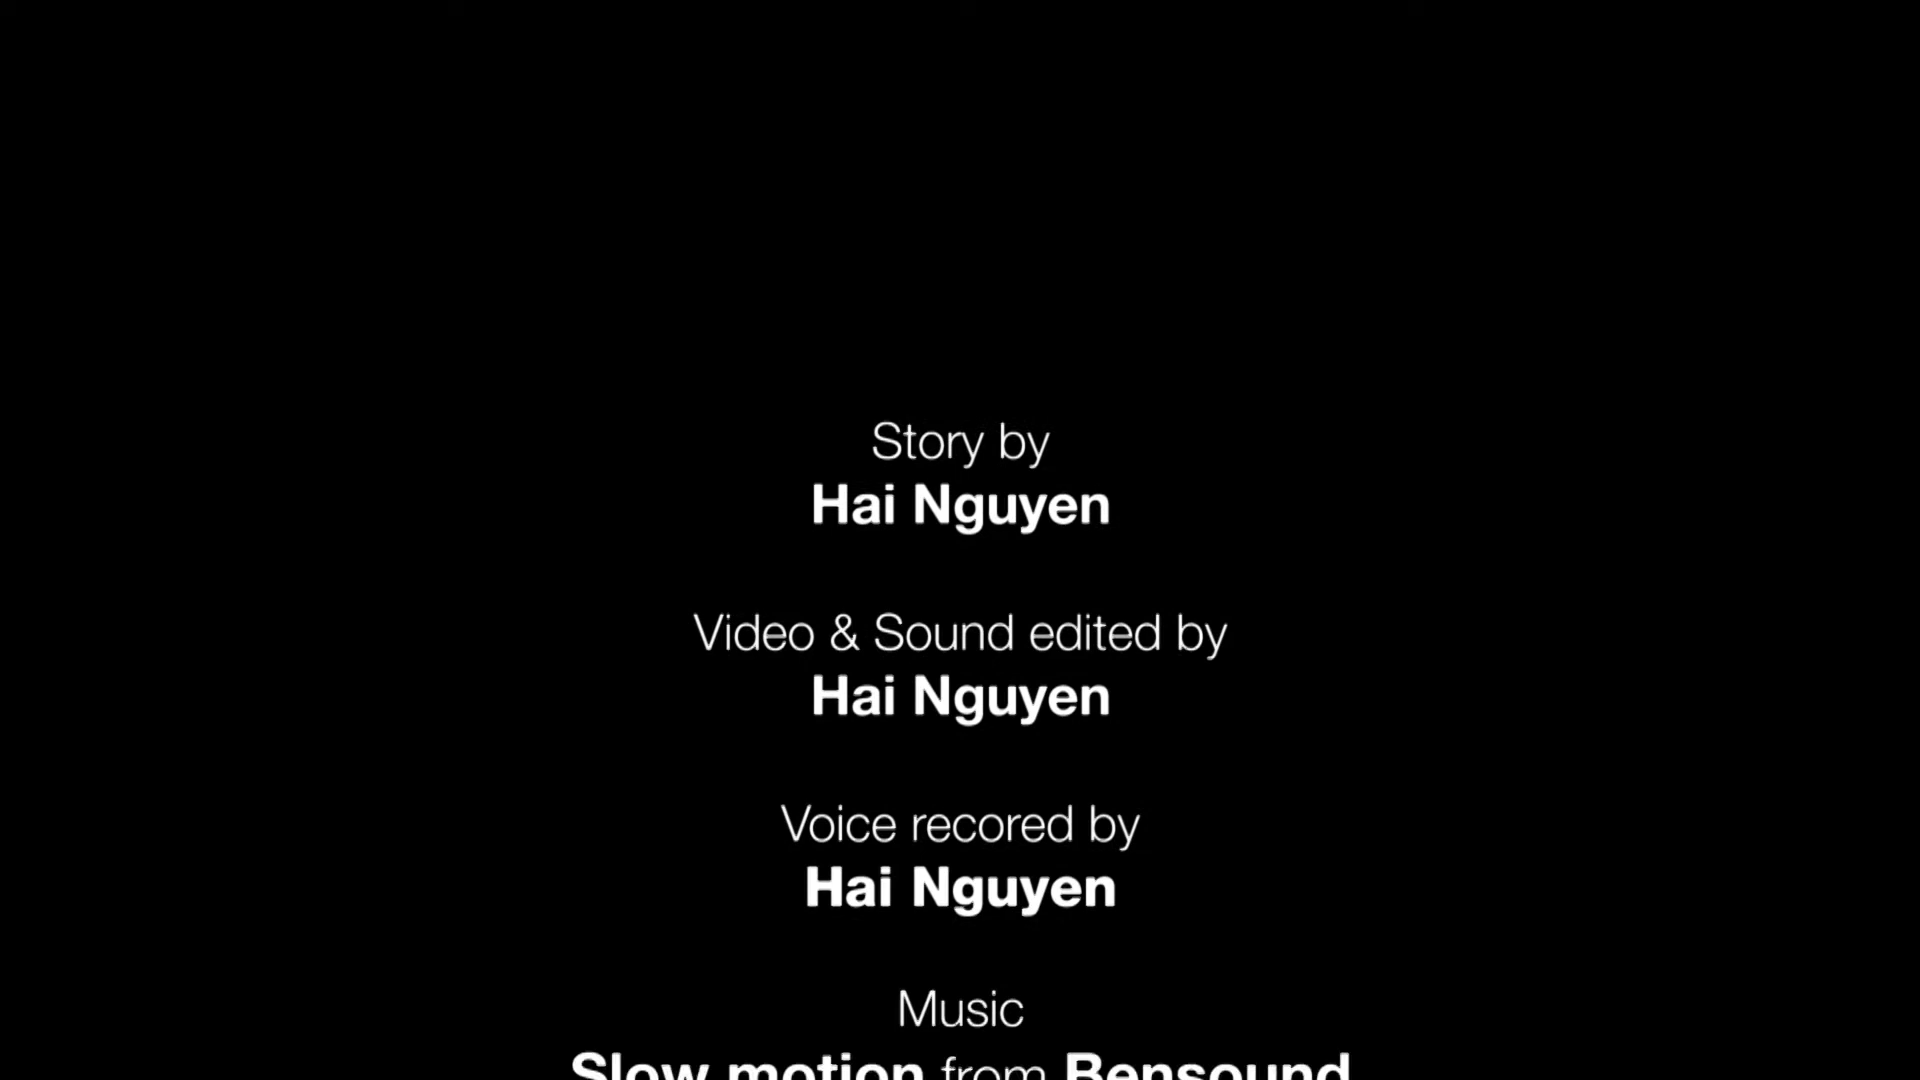 Story by
Hai Nguyen
Video & Sound edited by
Hai Nguyen
Voice recored by
Hai Nguyen
Music
Slow motion from Bensound